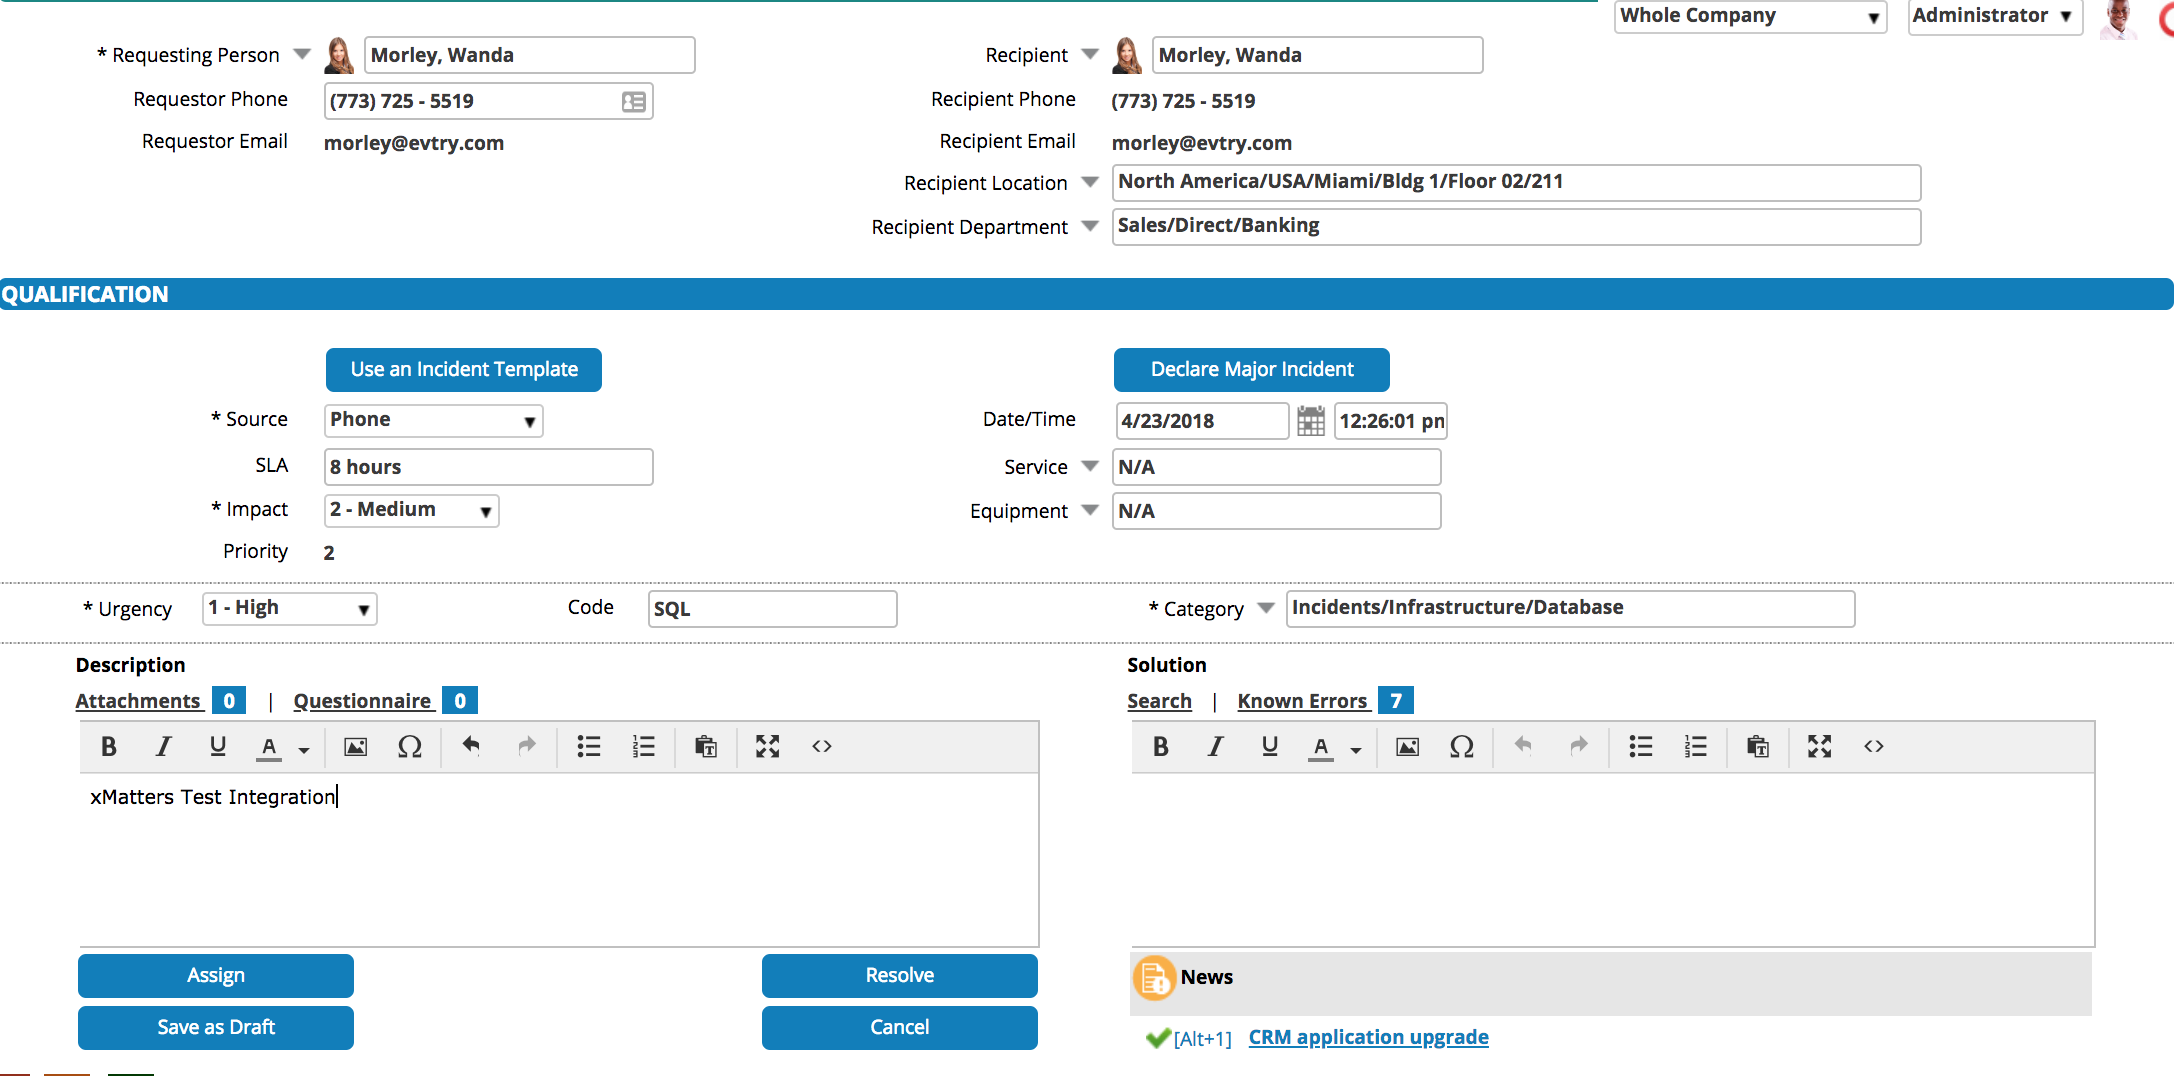 Whole Company Administrator
* Requesting Person Morley, Wanda Recipient Morley, Wanda
Requestor Phone (773) 725 - 5519 Recipient Phone (773) 725 - 5519
Requestor Email morley@evtry.com Recipient Email morley@evtry.com
Recipient Location North America/USA/Miami/Bldg 1/Floor 02/211
Recipient Department Sales/Direct/Banking
QUALIFICATION
Use an Incident Template Declare Major Incident
* Source Phone Date/Time 4/23/2018 12:26:01 pm
SLA 8 hours Service N/A
* Impact 2 - Medium Equipment N/A
Priority 2
* Urgency 1 - High Code SQL * Category Incidents/Infrastructure/Database
Description Solution
Attachments 0 | Questionnaire 0 Search | Known Errors 7
B I U A Ω <> B I U A Ω <>
xMatters Test Integration
Assign Resolve News
Save as Draft Cancel [Alt+1] CRM application upgrade